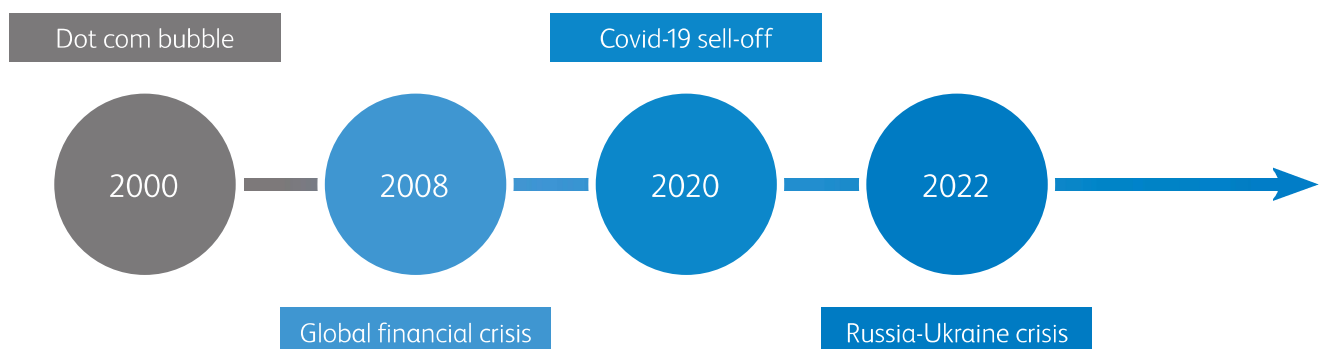 Dot com bubble
Covid-19 sell-off
2000
2008
2020
2022
Global financial crisis
Russia-Ukraine crisis